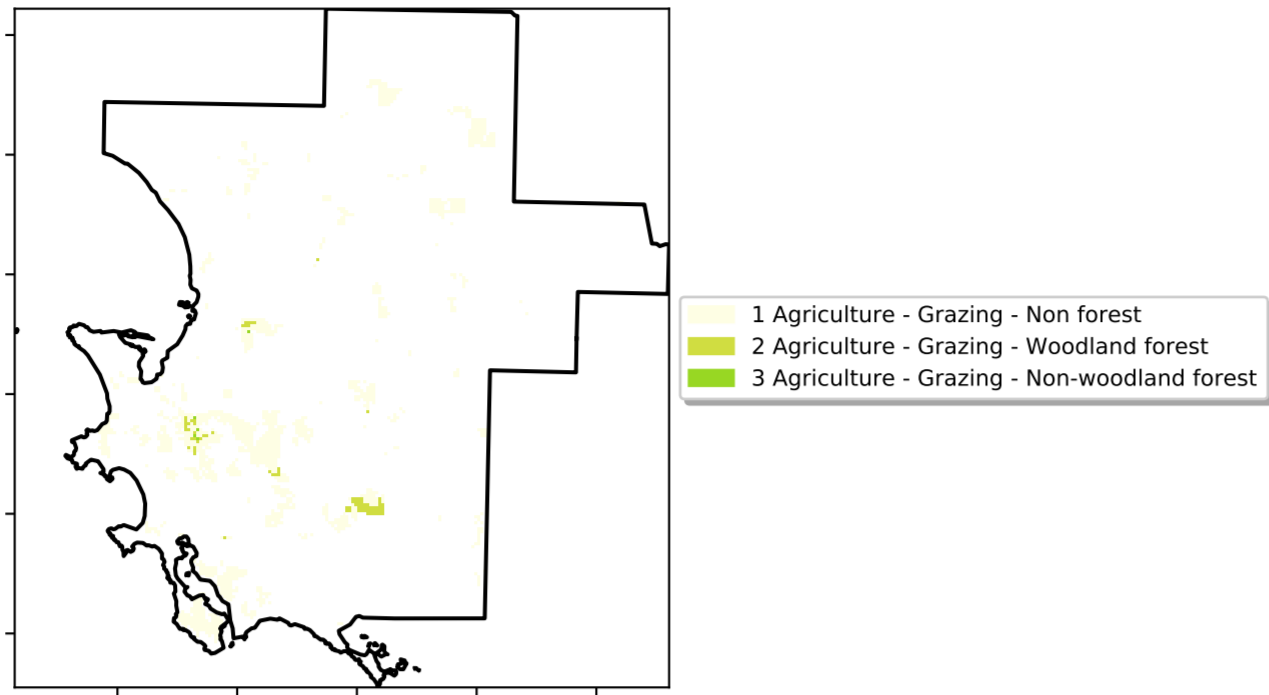 1 Agriculture - Grazing - Non forest
2 Agriculture - Grazing - Woodland forest
3 Agriculture - Grazing - Non-woodland forest